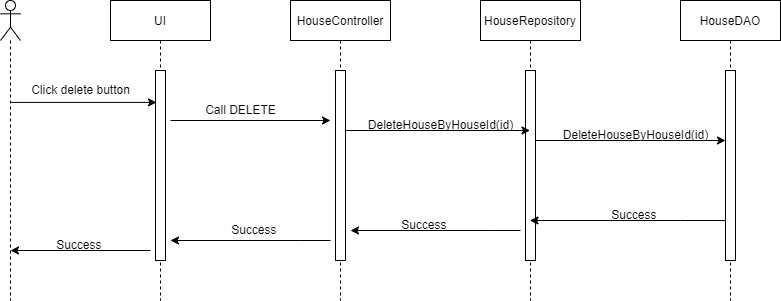 UI
HouseController
HouseRepository
HouseDAO
Click delete button
Call DELETE
DeleteHouseByHouseId(id)
DeleteHouseByHouseId(id)
Success
Success
Success
Success